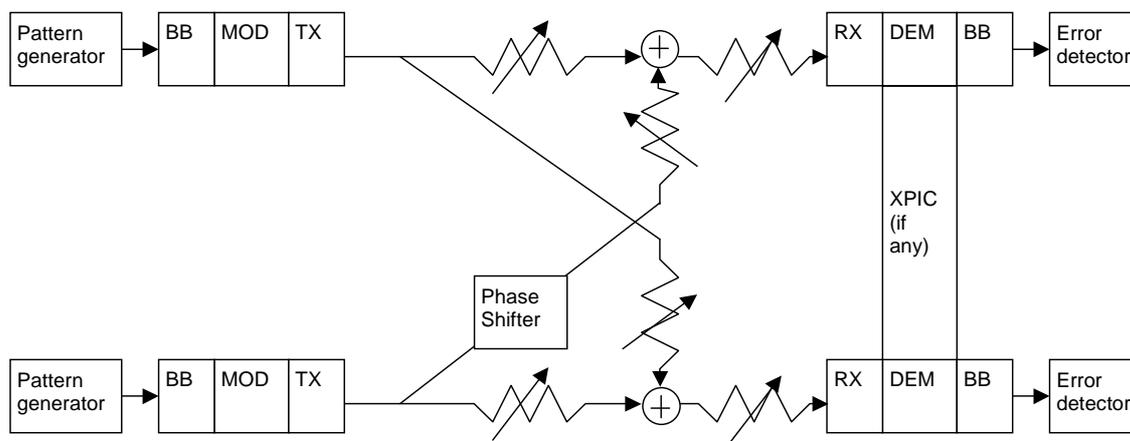 Pattern
generator
BB MOD TX
+
RX DEM BB
Error
detector
XPIC
(if
any)
Phase
Shifter
Pattern
generator
BB MOD TX
+
RX DEM BB
Error
detector